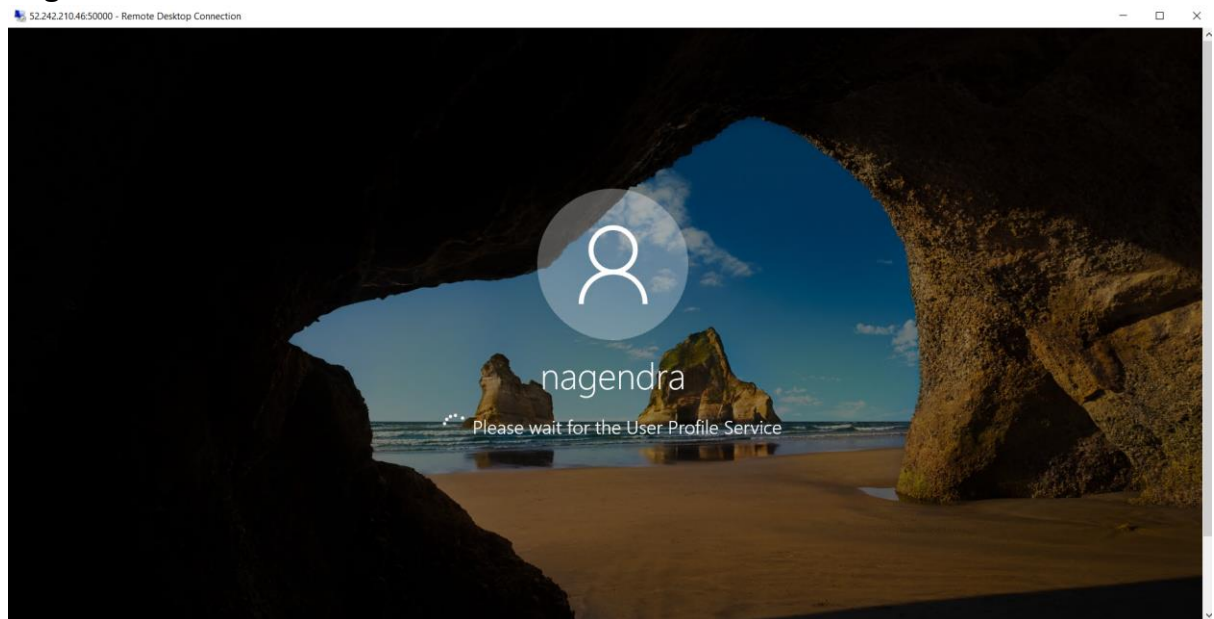 52.242.210.46:50000 - Remote Desktop Connection
nagendra
Please wait for the User Profile Service